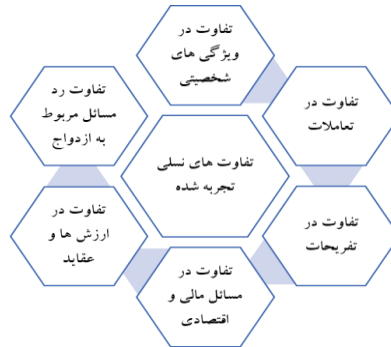 تفاوت در
ویژگی های
شخصیتی
تفاوت در
تعاملات
تفاوت در
تفریحات
تفاوت در
مسائل مالی و
اقتصادی
تفاوت در
ارزش ها و
عقاید
تفاوت رد
مسائل مربوط
به ازدواج
تفاوت های نسلی
تجربه شده